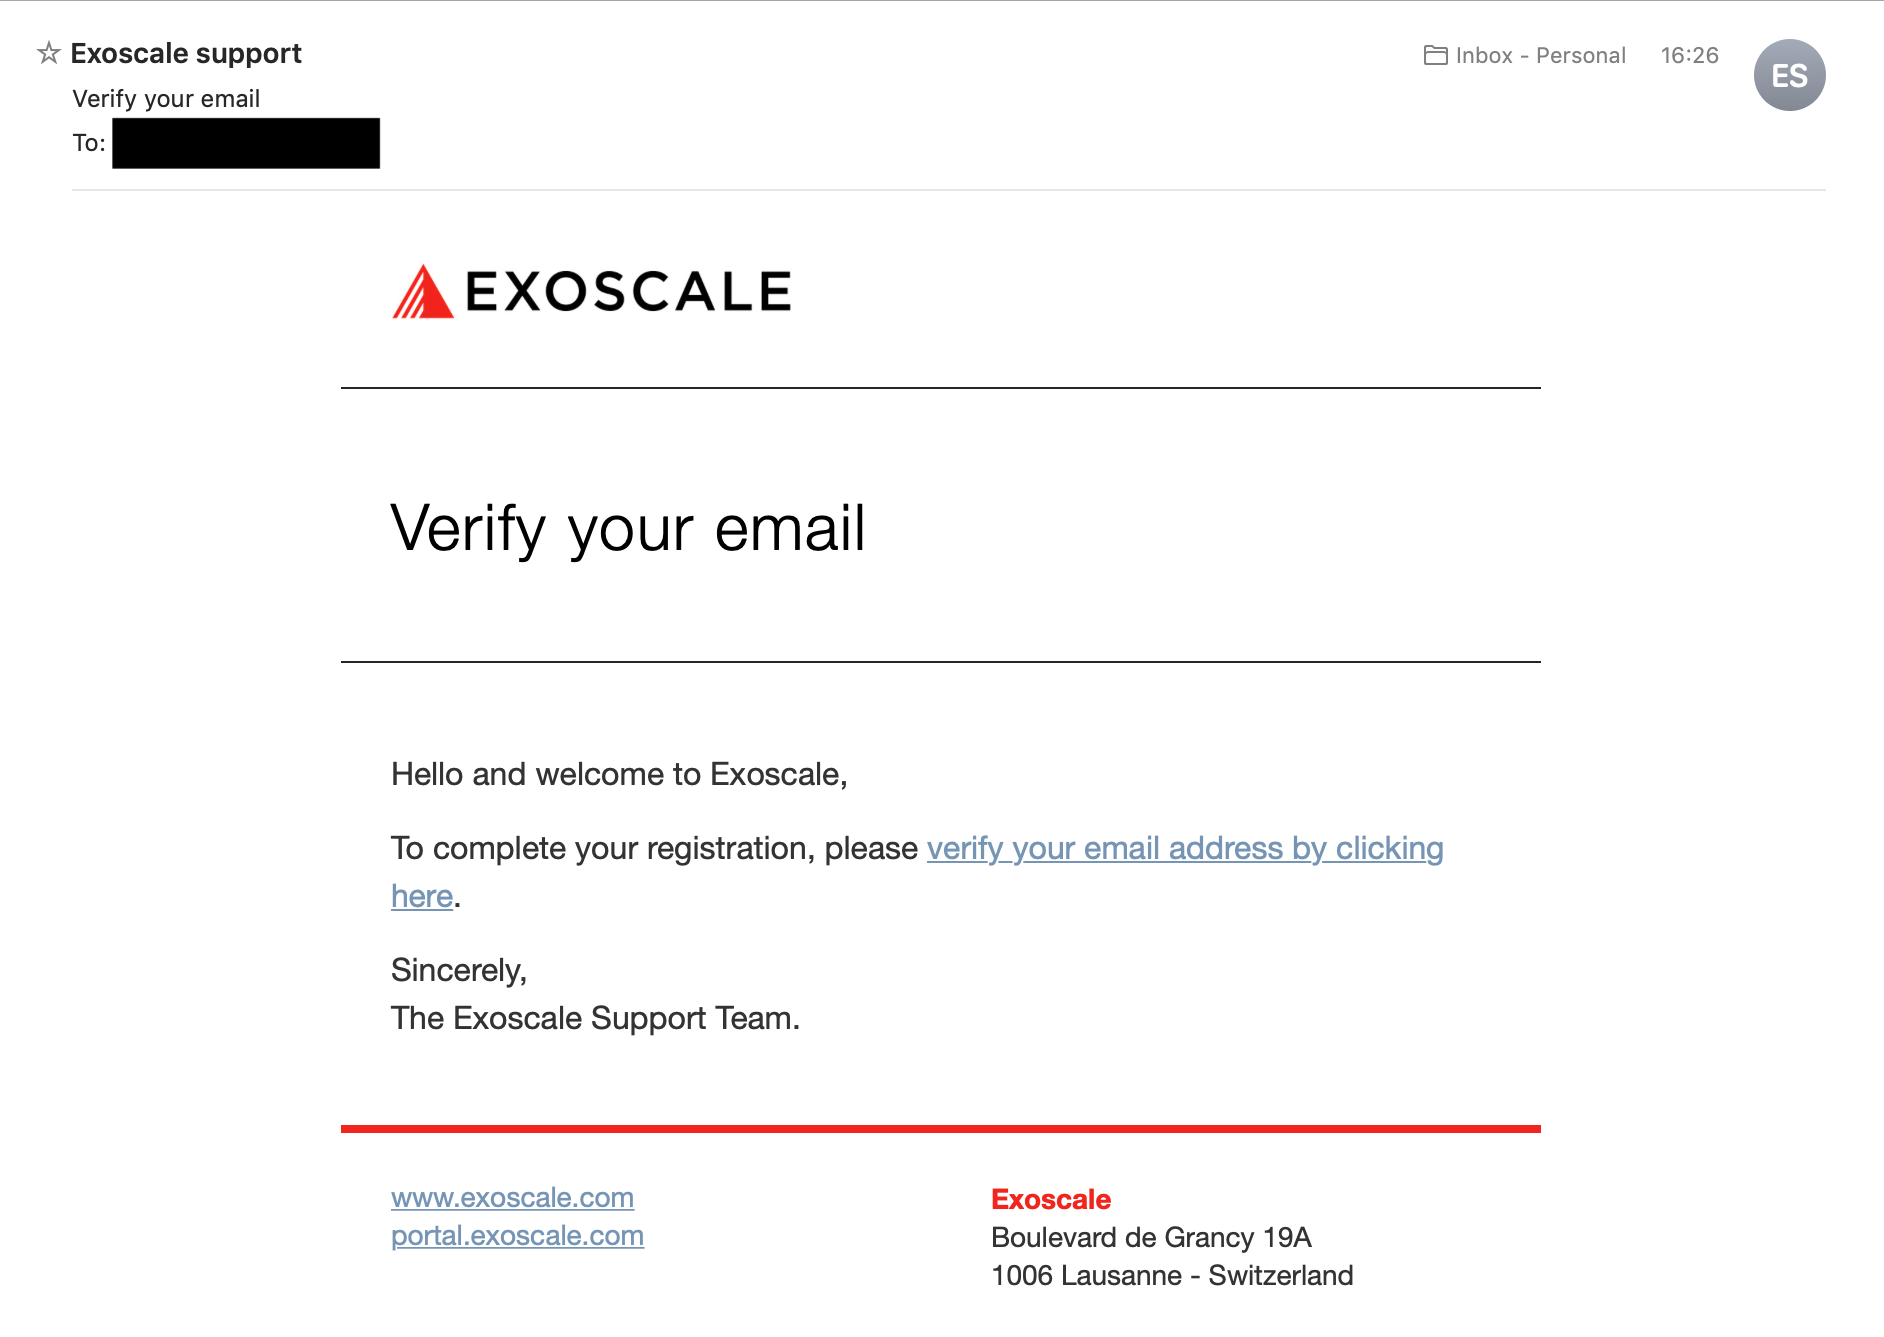 Exoscale support
Inbox - Personal 16:26
ES
Verify your email
To:
EXOSCALE
Verify your email
Hello and welcome to Exoscale,
To complete your registration, please verify your email address by clicking
here.
Sincerely,
The Exoscale Support Team.
www.exoscale.com
portal.exoscale.com
Exoscale
Boulevard de Grancy 19A
1006 Lausanne - Switzerland